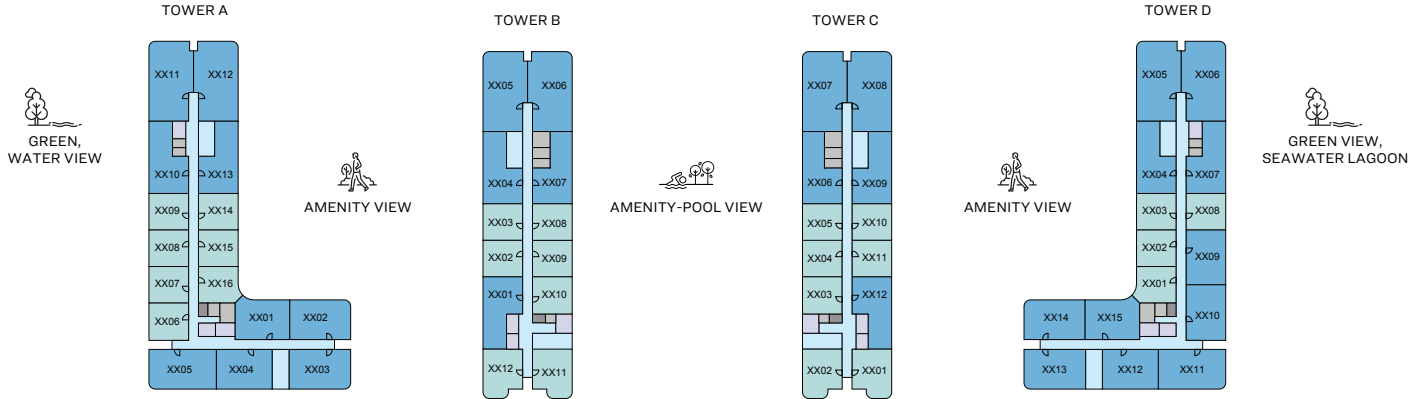 TOWER A
TOWER B
TOWER C
TOWER D
GREEN,
WATER VIEW
XX11
XX12
XX10
XX13
XX09
XX14
XX08
XX15
XX07
XX16
XX06
XX01
XX02
XX05
XX04
XX03
AMENITY VIEW
XX05
XX06
XX04
XX07
XX03
XX08
XX02
XX09
XX01
XX10
XX12
XX11
AMENITY-POOL VIEW
XX07
XX08
XX06
XX09
XX05
XX10
XX04
XX11
XX03
XX12
XX02
XX01
AMENITY VIEW
XX05
XX06
XX04
XX07
XX03
XX08
XX02
XX09
XX01
XX14
XX15
XX10
XX13
XX12
XX11
GREEN VIEW,
SEAWATER LAGOON